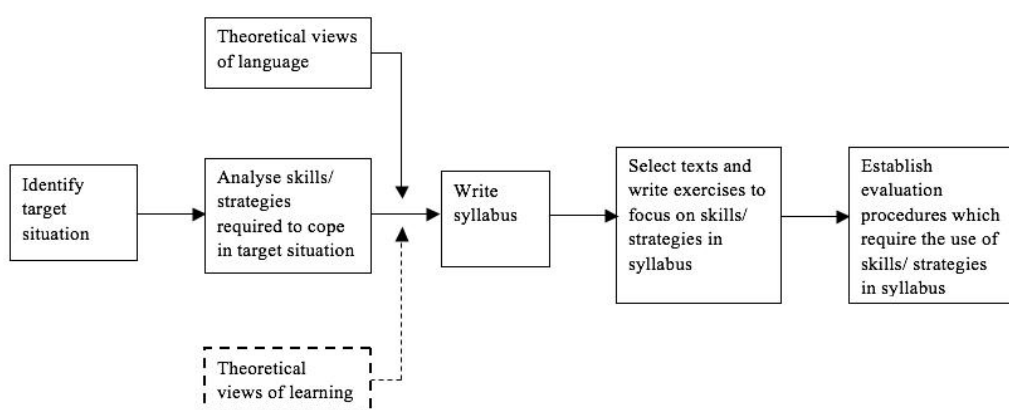 Theoretical views
of language
Identify
target
situation
Analyse skills/
strategies
required to cope
in target situation
Write
syllabus
Select texts and
write exercises to
focus on skills/
strategies in
syllabus
Establish
evaluation
procedures which
require the use of
skills/ strategies
in syllabus
Theoretical
views of learning